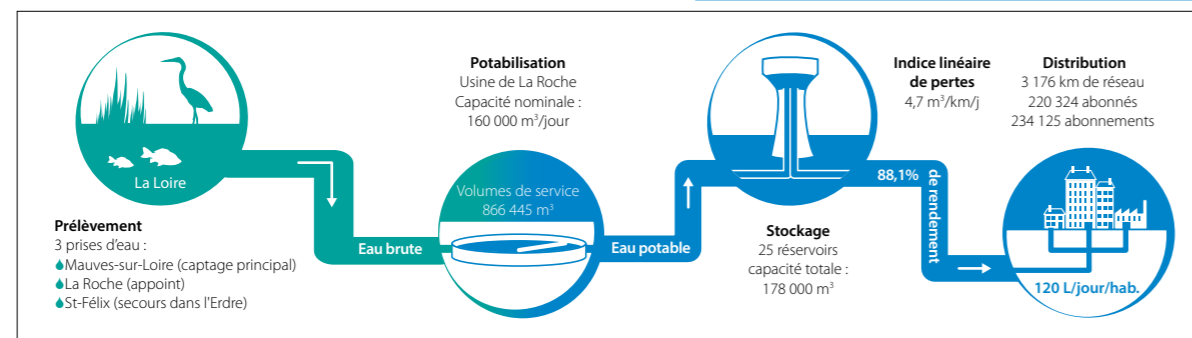 La Loire
Prélèvement
3 prises d'eau :
Mauves-sur-Loire (captage principal)
La Roche (appoint)
St-Félix (secours dans l'Erdre)
Eau brute
Potabilisation
Usine de La Roche
Capacité nominale :
160 000 m³/jour
Volumes de service
866 445 m³
Eau potable
Stockage
25 réservoirs
capacité totale :
178 000 m³
Indice linéaire
de pertes
4,7 m³/km/j
88,1%
de rendement
Distribution
3 176 km de réseau
220 324 abonnés
234 125 abonnements
120 L/jour/hab.